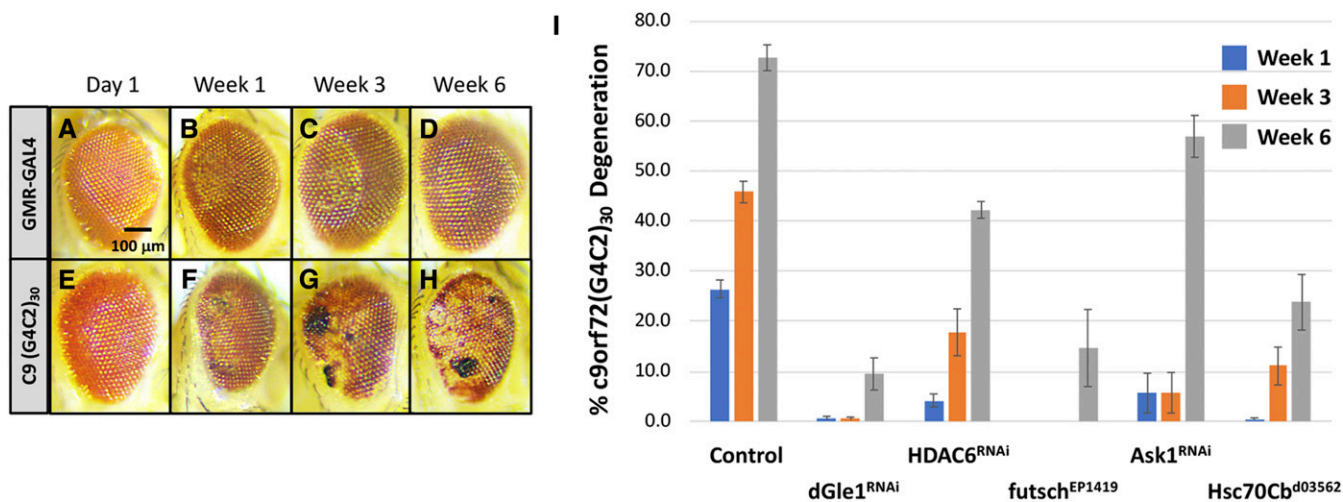 Day 1 Week 1 Week 3 Week 6
GMR-GAL4
A B C D
100 µm
C9 (G4C2)30
E F G H
I
% c9orf72(G4C2)30 Degeneration
80.0
70.0
60.0
50.0
40.0
30.0
20.0
10.0
0.0
Week 1
Week 3
Week 6
Control HDAC6RNAi Ask1RNAi
dGle1RNAi futschEP1419 Hsc70Cbd03562